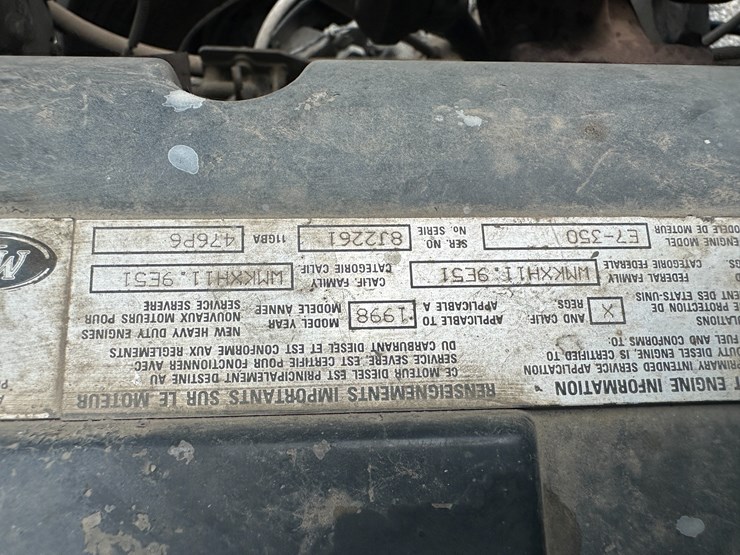 T ENGINE INFORMATION
RENSEIGNEMENTS IMPORTANTS SUR LE MOTEUR
PRIMARY INTENDED SERVICE APPLICATION
DUTY DIESEL ENGINE, IS CERTIFIED TO
FUEL AND CONFORMS TO:
CE MOTEUR DIESEL EST PRINCIPALEMENT DESTINE AU
SERVICE SEVERE, CERTIFIE POUR FONCTIONNER AVEC
DU CARBURANT DIESEL ET EST CONFORME AUX REGLEMENTS
ULATIONS
DE PROTECTION DE
ENT DES ETATS-UNIS
X
AND CALIF.
REGS.
APPLICABLE TO
APPLICABLE A
1998
MODEL YEAR
MODELE ANNEE
NEW HEAVY DUTY ENGINES
NOUVEAUX MOTEURS POUR
SERVICE SERVERE
FEDERAL FAMILY
CATEGORIE FEDERALE
WMKXH11.9E51
CALIF. FAMILY
CATEGORIE CALIF.
WMKXH11.9E51
ENGINE MODEL
MODELE DE MOTEUR
E7-350
SER. NO
No. SERIE
8J2261
11GBA
476P6